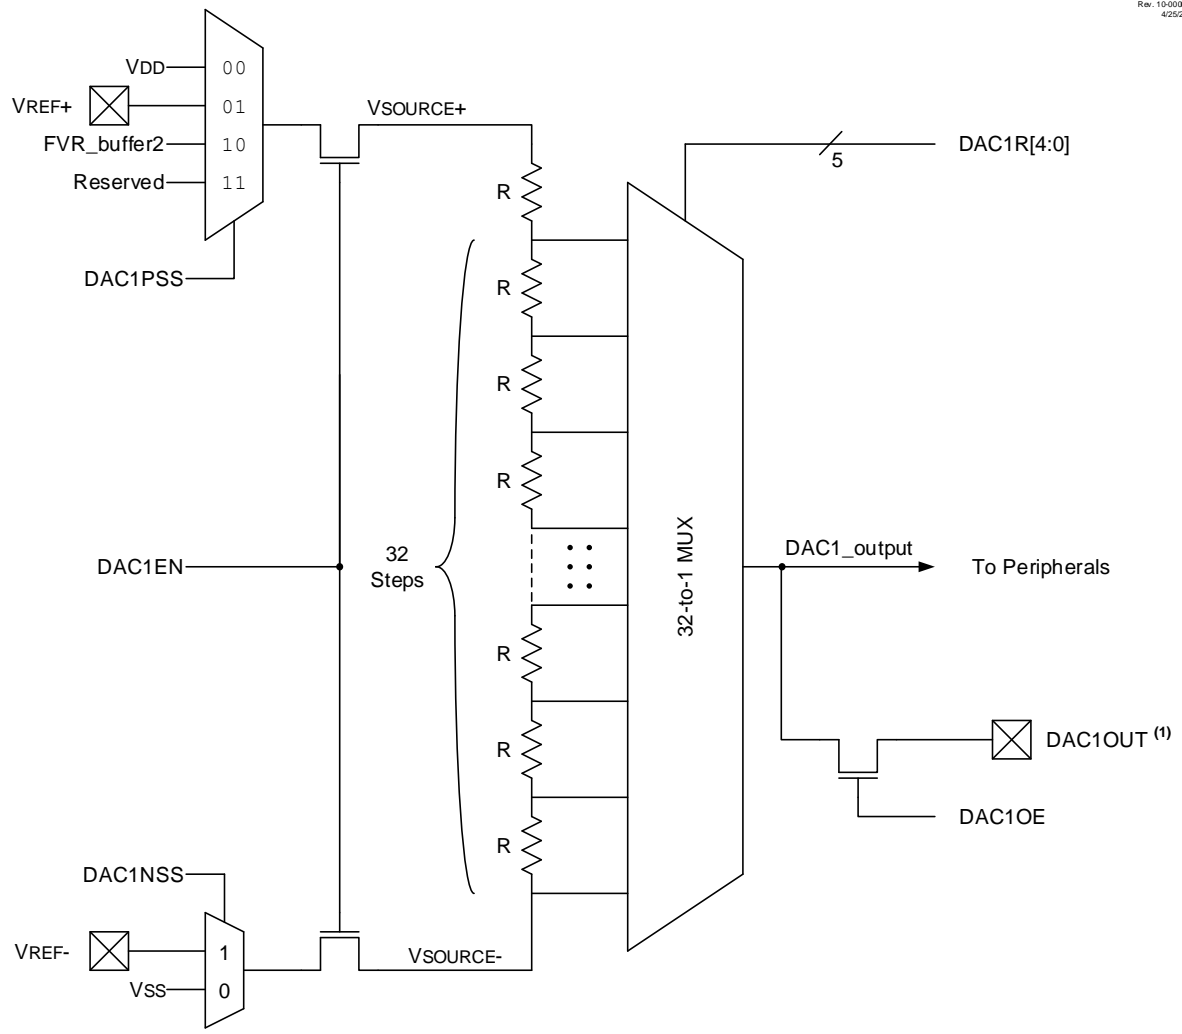 Rev. 10-000
4/25/2
VDD
00
VREF+
01
FVR_buffer2
10
Reserved
11
VSOURCE+
DAC1R[4:0]
5
DAC1PSS
R
R
R
R
32-to-1 MUX
DAC1EN
32
Steps
DAC1_output
To Peripherals
R
R
R
DAC1OUT (1)
DAC1OE
DAC1NSS
VREF-
1
VSOURCE-
VSS
0